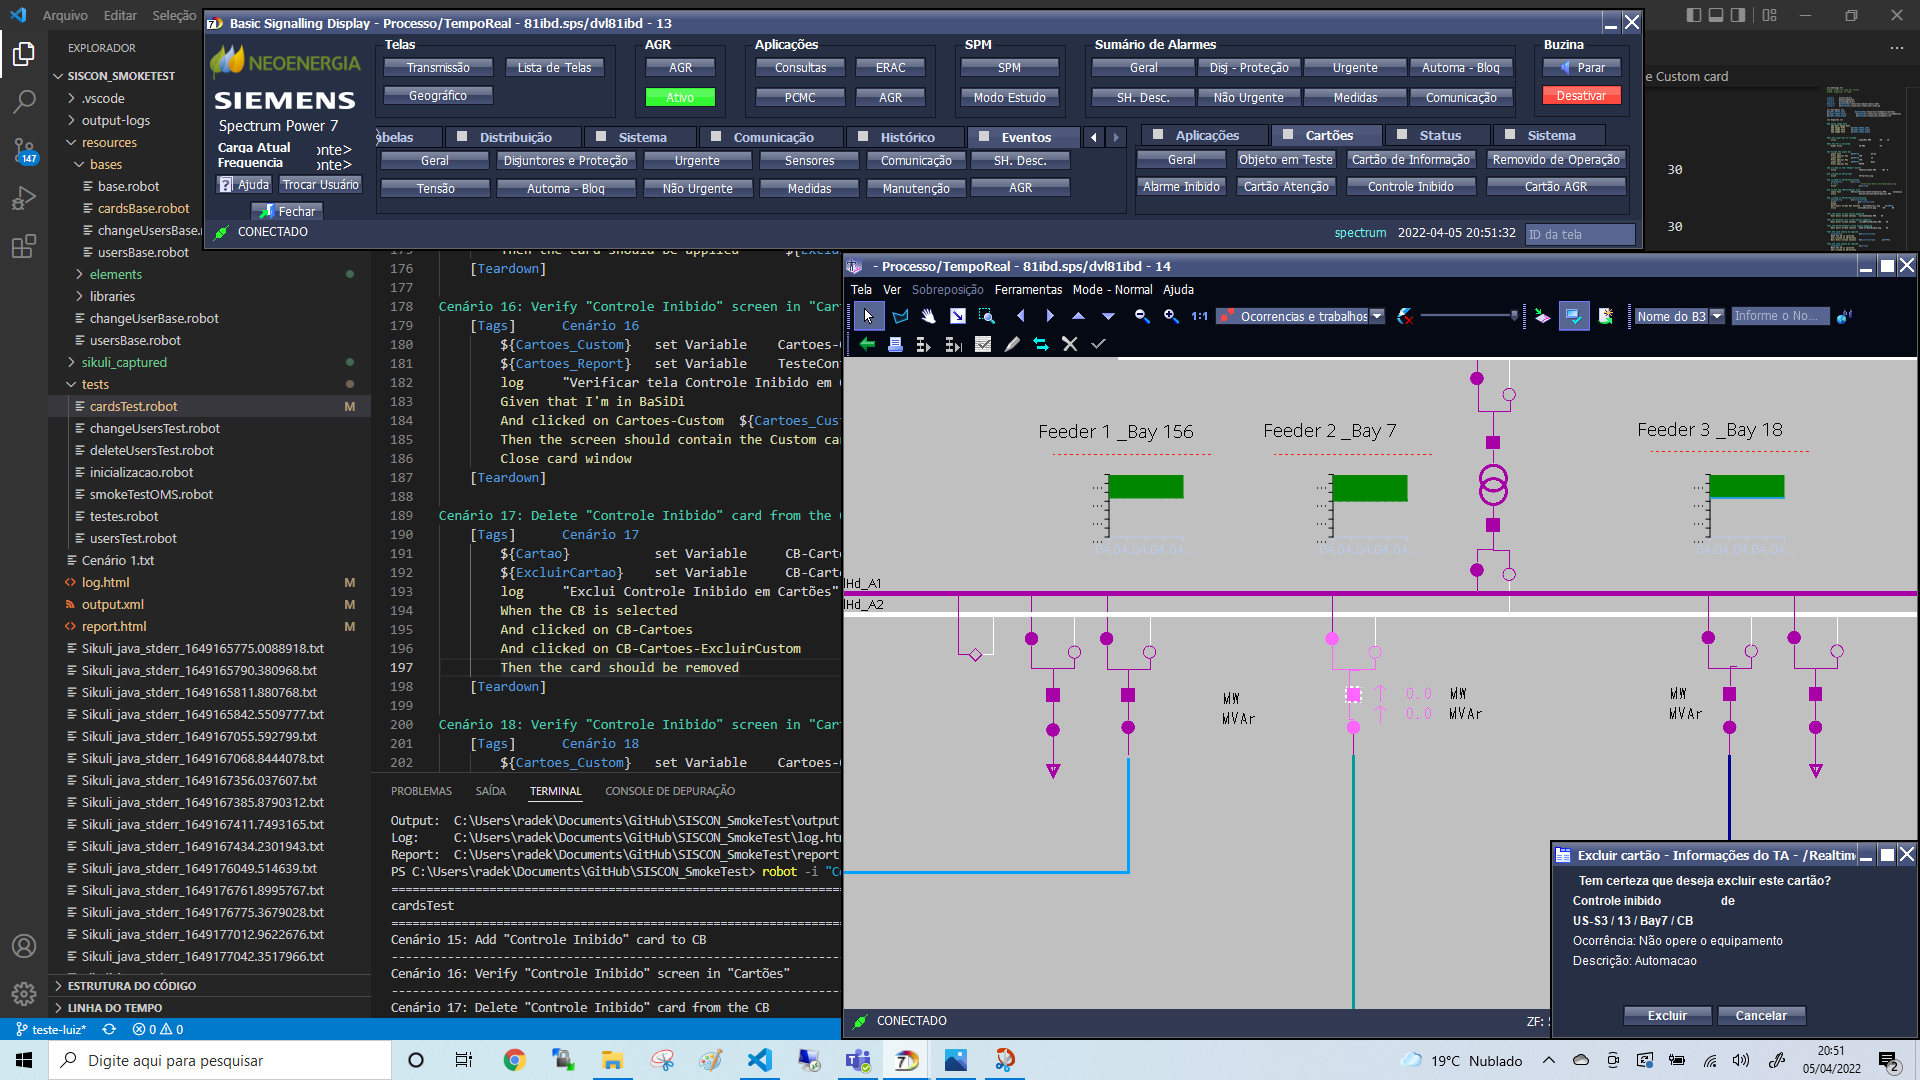 Arquivo Editar Seleção
Basic Signalling Display - Processo/TempoReal - 81ibd.sps/dvl81ibd - 13
NEOENERGIA
SIEMENS
Spectrum Power 7
Carga Atual onte>
Frequencia onte>
Ajuda Trocar Usuário
Fechar
CONECTADO
Telas
Transmissão Lista de Telas
Geográfico
AGR
AGR
Ativo
Aplicações
Consultas ERAC
PCMC AGR
SPM
SPM
Modo Estudo
Sumário de Alarmes
Geral Disj - Proteção Urgente Automa - Bloq
SH. Desc. Não Urgente Medidas Comunicação
Buzina
Parar
Desativar
belas Distribuição Sistema Comunicação Histórico Eventos
Geral Disjuntores e Proteção Urgente Sensores Comunicação SH. Desc.
Tensão Automa - Bloq Não Urgente Medidas Manutenção AGR
Aplicações Cartões Status Sistema
Geral Objeto em Teste Cartão de Informação Removido de Operação
Alarme Inibido Cartão Atenção Controle Inibido Cartão AGR
spectrum 2022-04-05 20:51:32 ID da tela
e Custom card
30
30
EXPLORADOR
SISCON_SMOKETEST
.vscode
output-logs
resources
bases
base.robot
cardsBase.robot
changeUsersBase.
usersBase.robot
elements
libraries
changeUserBase.robot
usersBase.robot
sikuli_captured
tests
cardsTest.robot M
changeUsersTest.robot
deleteUsersTest.robot
inicializacao.robot
smokeTestOMS.robot
testes.robot
usersTest.robot
Cenário 1.txt
log.html M
output.xml M
report.html M
Sikuli_java_stderr_1649165775.0088918.txt
Sikuli_java_stderr_1649165790.380968.txt
Sikuli_java_stderr_1649165811.880768.txt
Sikuli_java_stderr_1649165842.5509777.txt
Sikuli_java_stderr_1649167055.592799.txt
Sikuli_java_stderr_1649167068.8444078.txt
Sikuli_java_stderr_1649167356.037607.txt
Sikuli_java_stderr_1649167385.8790312.txt
Sikuli_java_stderr_1649167411.7493165.txt
Sikuli_java_stderr_1649167434.2301943.txt
Sikuli_java_stderr_1649176049.514639.txt
Sikuli_java_stderr_1649176761.8995767.txt
Sikuli_java_stderr_1649176775.3679028.txt
Sikuli_java_stderr_1649177012.9622676.txt
Sikuli_java_stderr_1649177042.3517966.txt
ESTRUTURA DO CÓDIGO
LINHA DO TEMPO
147
176 [Teardown]
177
178 Cenário 16: Verify "Controle Inibido" screen in "Car
179 [Tags] Cenário 16
180 ${Cartoes_Custom} set Variable Cartoes-
181 ${Cartoes_Report} set Variable TesteCon
182 log "Verificar tela Controle Inibido em
183 Given that I'm in BaSiDi
184 And clicked on Cartoes-Custom ${Cartoes_Cus
185 Then the screen should contain the Custom ca
186 Close card window
187 [Teardown]
188
189 Cenário 17: Delete "Controle Inibido" card from the
190 [Tags] Cenário 17
191 ${Cartao} set Variable CB-Carto
192 ${ExcluirCartao} set Variable CB-Carto
193 log "Exclui Controle Inibido em Cartões"
194 When the CB is selected
195 And clicked on CB-Cartoes
196 And clicked on CB-Cartoes-ExcluirCustom
197 Then the card should be removed
198 [Teardown]
199
200 Cenário 18: Verify "Controle Inibido" screen in "Car
201 [Tags] Cenário 18
202 ${Cartoes_Custom} set Variable Cartoes-
PROBLEMAS SAÍDA TERMINAL CONSOLE DE DEPURAÇÃO
Output: C:\Users\radek\Documents\GitHub\SISCON_SmokeTest\output
Log: C:\Users\radek\Documents\GitHub\SISCON_SmokeTest\log.ht
Report: C:\Users\radek\Documents\GitHub\SISCON_SmokeTest\report
PS C:\Users\radek\Documents\GitHub\SISCON_SmokeTest> robot -i "C
cardsTest
Cenário 15: Add "Controle Inibido" card to CB
Cenário 16: Verify "Controle Inibido" screen in "Cartões"
Cenário 17: Delete "Controle Inibido" card from the CB
teste-luiz* 0 0
- Processo/TempoReal - 81ibd.sps/dvl81ibd - 14
Tela Ver Sobreposição Ferramentas Mode - Normal Ajuda
1:1 Ocorrencias e trabalhos Nome do B3 Informe o No...
Feeder 1 _Bay 156
Feeder 2 _Bay 7
Feeder 3 _Bay 18
04.04.04.04.04...
04.04.04.04.04...
04.04.04.04.04...
Hd_A1
Hd_A2
MW
MVAr
0.0 MW
0.0 MVAr
MW
MVAr
CONECTADO
ZF:
Excluir cartão - Informações do TA - /Realtim
Tem certeza que deseja excluir este cartão?
Controle inibido de
US-S3 / 13 / Bay7 / CB
Ocorrência: Não opere o equipamento
Descrição: Automacao
Excluir Cancelar
Digite aqui para pesquisar
19°C Nublado
20:51
05/04/2022
2